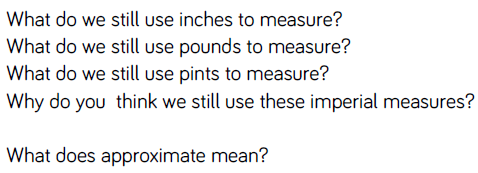 What do we still use inches to measure?
What do we still use pounds to measure?
What do we still use pints to measure?
Why do you  think we still use these imperial measures?
What does approximate mean?